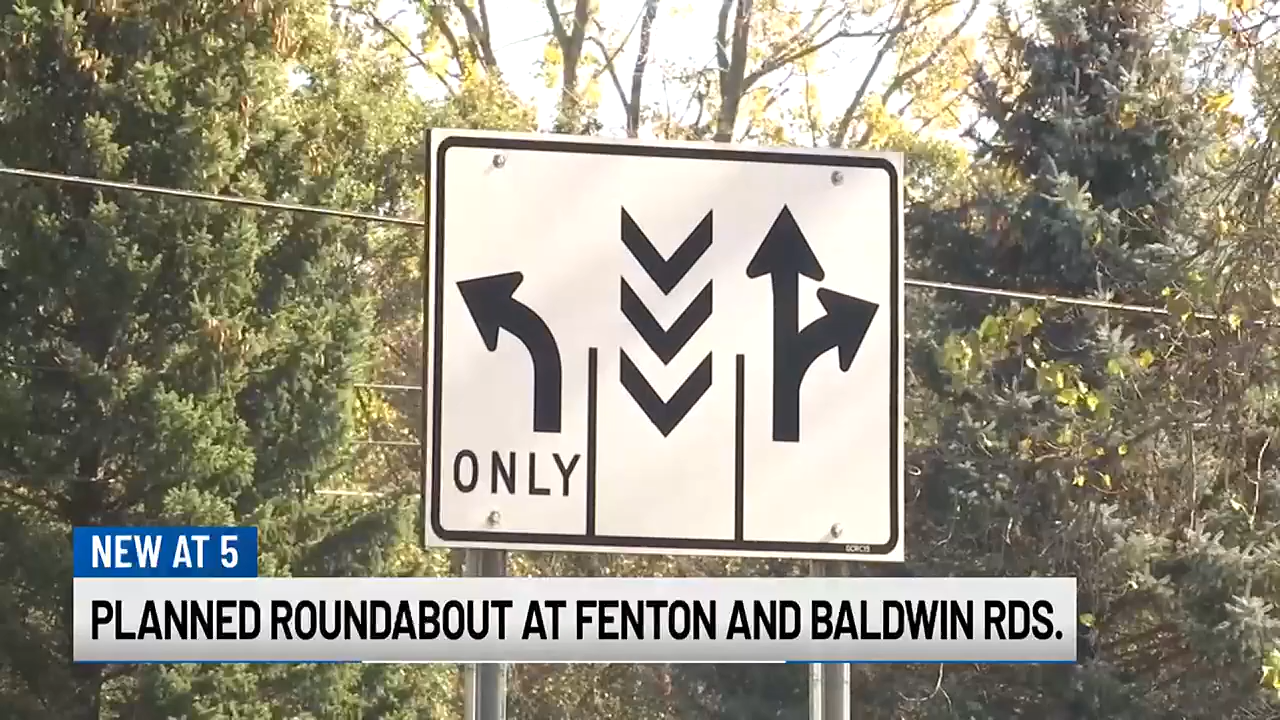 ONLY
NEW AT 5
PLANNED ROUNDABOUT AT FENTON AND BALDWIN RDS.